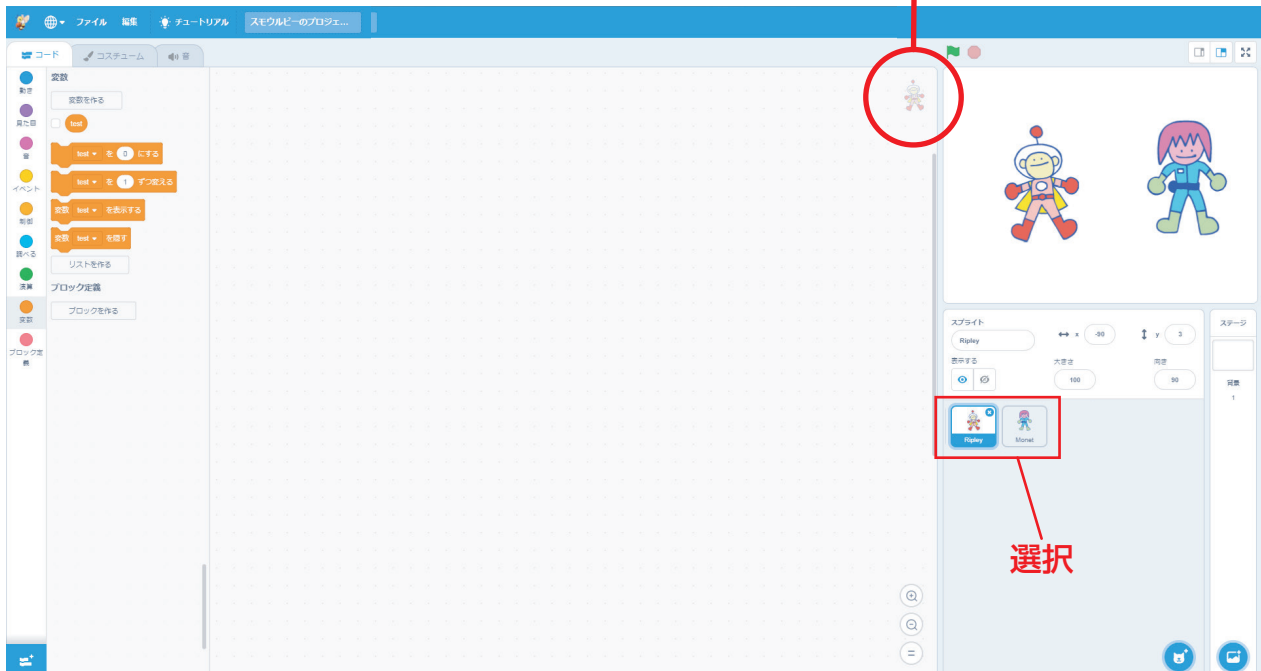 ファイル 編集 チュートリアル スモウルビーのプロジェ...
コード コスチューム 音
動き
見た目
音
イベント
制御
調べる
演算
変数
ブロック定
義
変数
変数を作る
test
test を 0 にする
test を 1 ずつ変える
変数 test を表示する
変数 test を隠す
リストを作る
ブロック定義
ブロックを作る
スプライト
Ripley
x -90
y 3
表示する
大きさ
100
向き
90
Ripley
Monet
ステージ
背景
1
選択